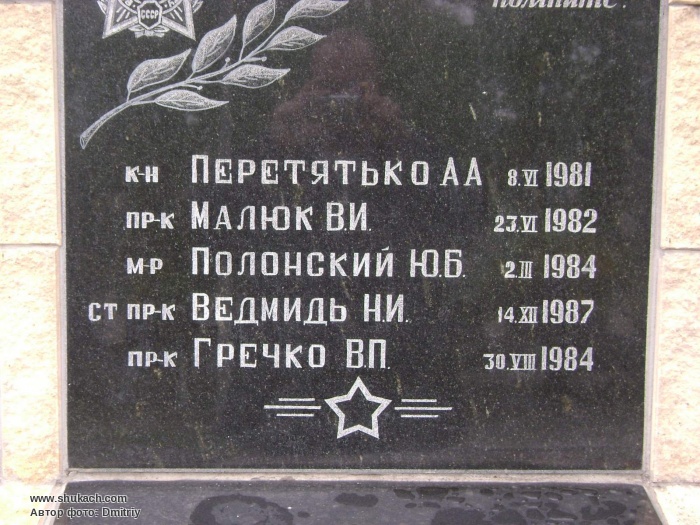 помните!
СССР
К-Н ПЕРЕТЯТЬКО А А 8.VI 1981
ПР-К МАЛЮК В.И. 23.VI 1982
М-Р ПОЛОНСКИЙ Ю.Б. 2.III 1984
СТ ПР-К ВЕДМИДЬ Н.И. 14.XII 1987
ПР-К ГРЕЧКО В.П. 30.VIII 1984
www.shukach.com
Автор фото: Dmitriy